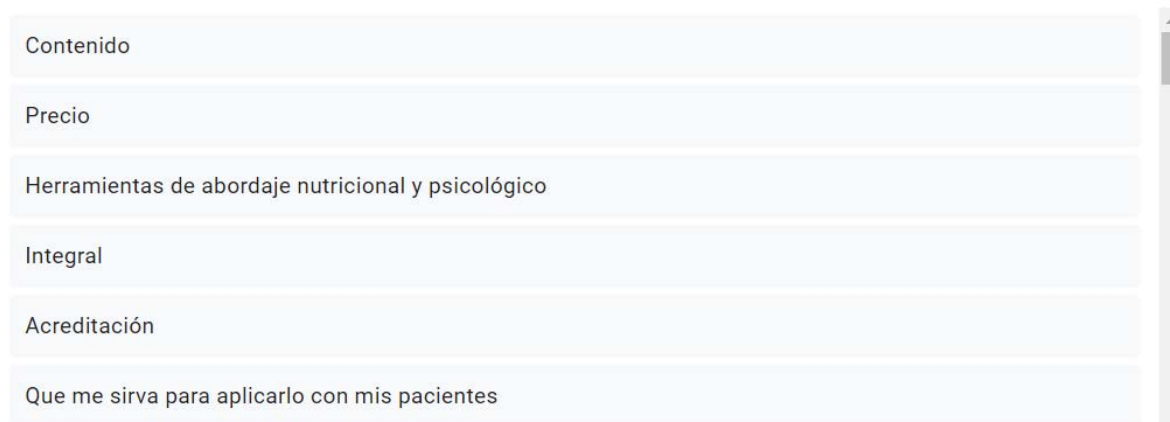 Contenido
Precio
Herramientas de abordaje nutricional y psicológico
Integral
Acreditación
Que me sirva para aplicarlo con mis pacientes